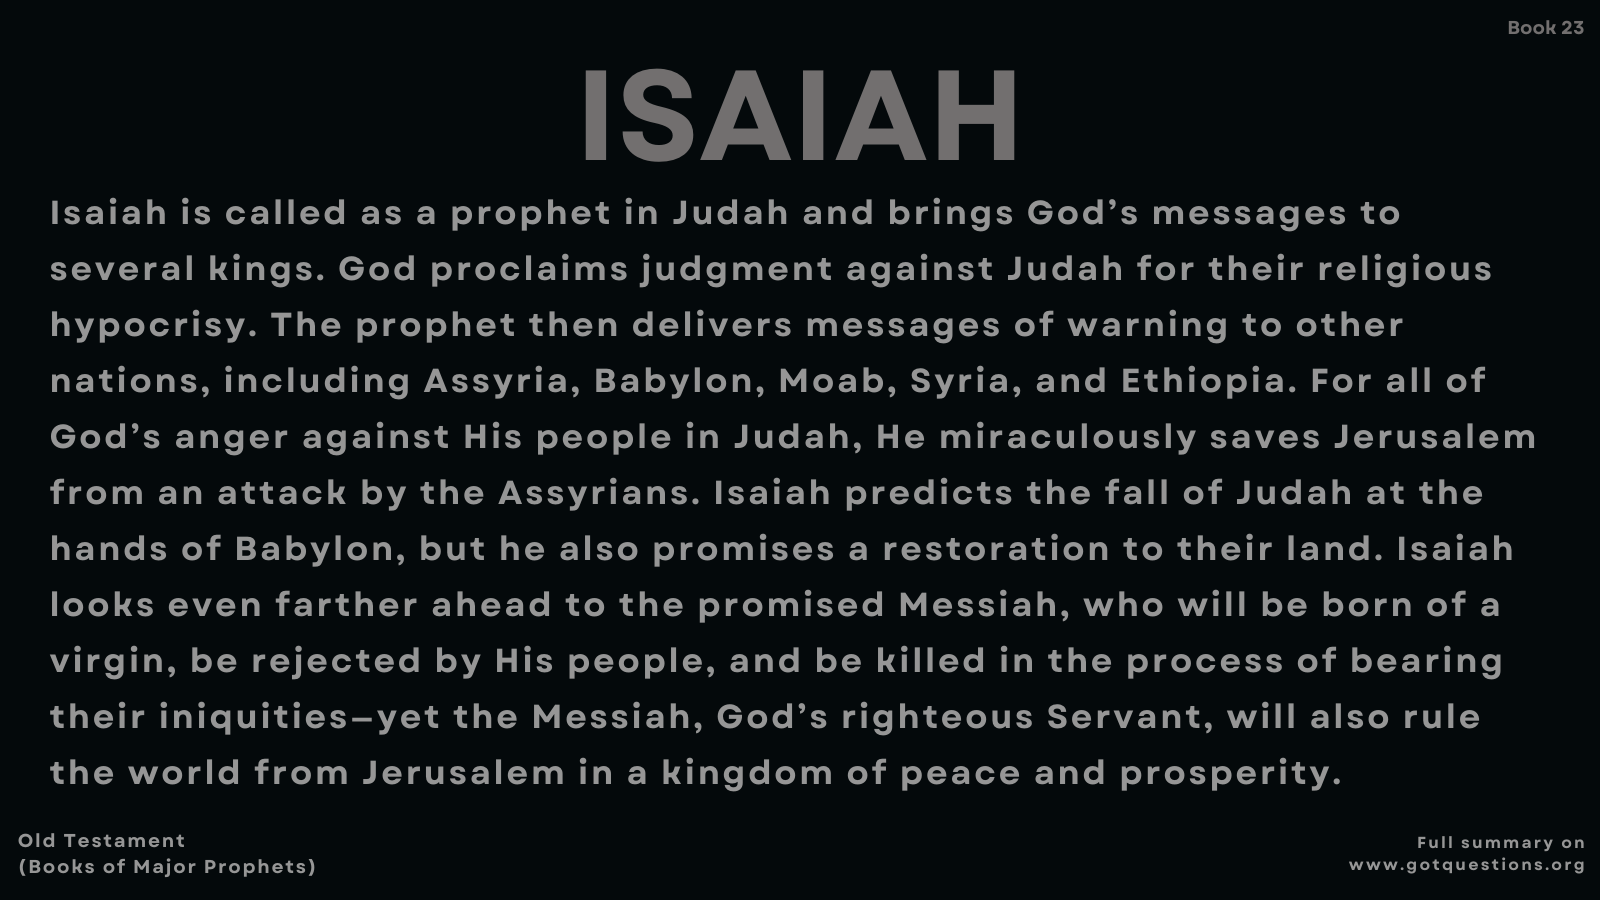 Book 23
ISAIAH
Isaiah is called as a prophet in Judah and brings God’s messages to
several kings. God proclaims judgment against Judah for their religious
hypocrisy. The prophet then delivers messages of warning to other
nations, including Assyria, Babylon, Moab, Syria, and Ethiopia. For all of
God’s anger against His people in Judah, He miraculously saves Jerusalem
from an attack by the Assyrians. Isaiah predicts the fall of Judah at the
hands of Babylon, but he also promises a restoration to their land. Isaiah
looks even farther ahead to the promised Messiah, who will be born of a
virgin, be rejected by His people, and be killed in the process of bearing
their iniquities—yet the Messiah, God’s righteous Servant, will also rule
the world from Jerusalem in a kingdom of peace and prosperity.
Old Testament
(Books of Major Prophets)
Full summary on
www.gotquestions.org